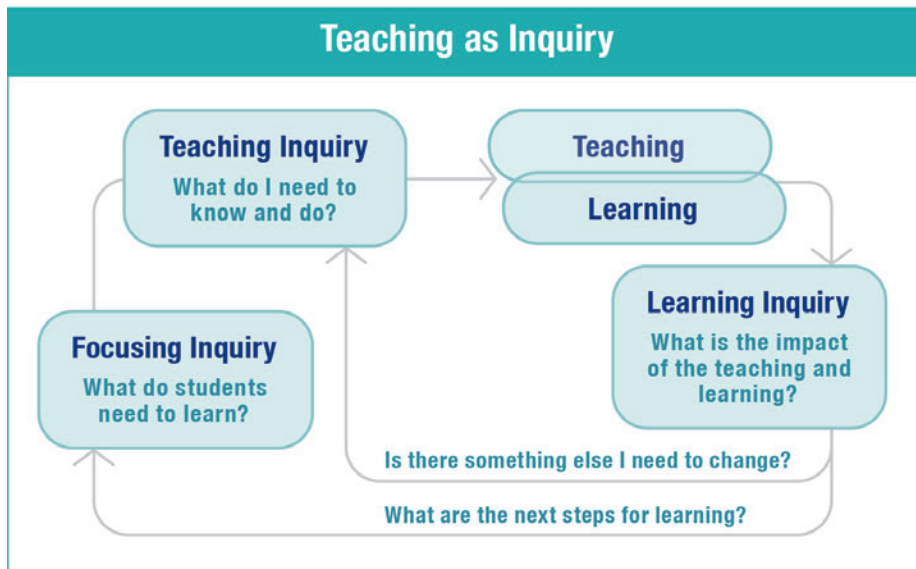 Teaching as Inquiry
Teaching Inquiry
What do I need to
know and do?
Teaching
Learning
Focusing Inquiry
What do students
need to learn?
Learning Inquiry
What is the impact
of the teaching and
learning?
Is there something else I need to change?
What are the next steps for learning?